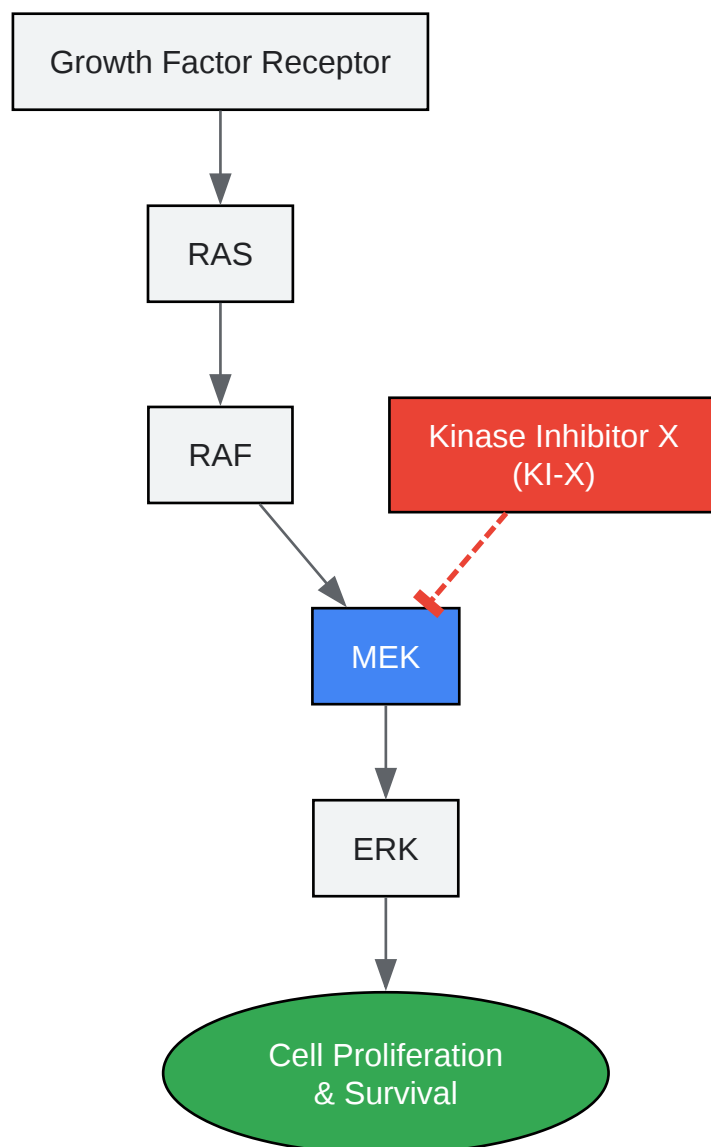 Growth Factor Receptor
RAS
RAF
Kinase Inhibitor X
(KI-X)
MEK
ERK
Cell Proliferation
& Survival